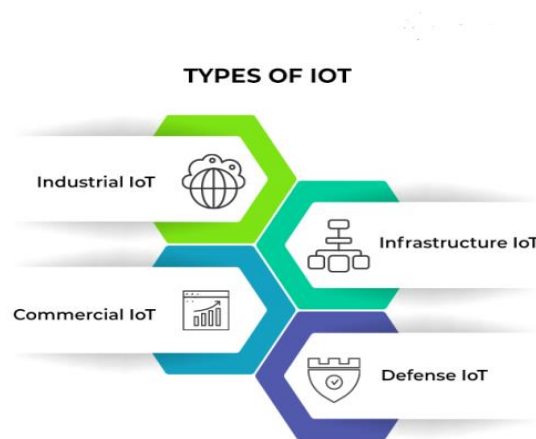 TYPES OF IOT
Industrial IoT
Infrastructure IoT
Commercial IoT
Defense IoT